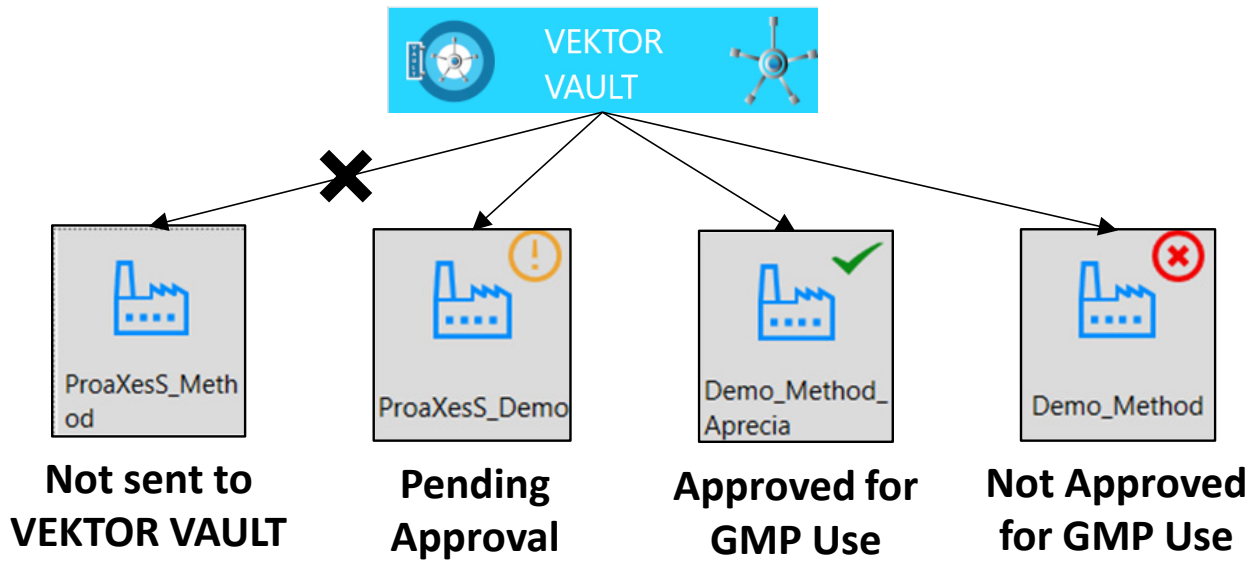 VEKTOR
VAULT
VAULT
ProaXesS_Meth
od
ProaXesS_Demo
Demo_Method_
Aprecia
Demo_Method
Not sent to
VEKTOR VAULT
Pending
Approval
Approved for
GMP Use
Not Approved
for GMP Use